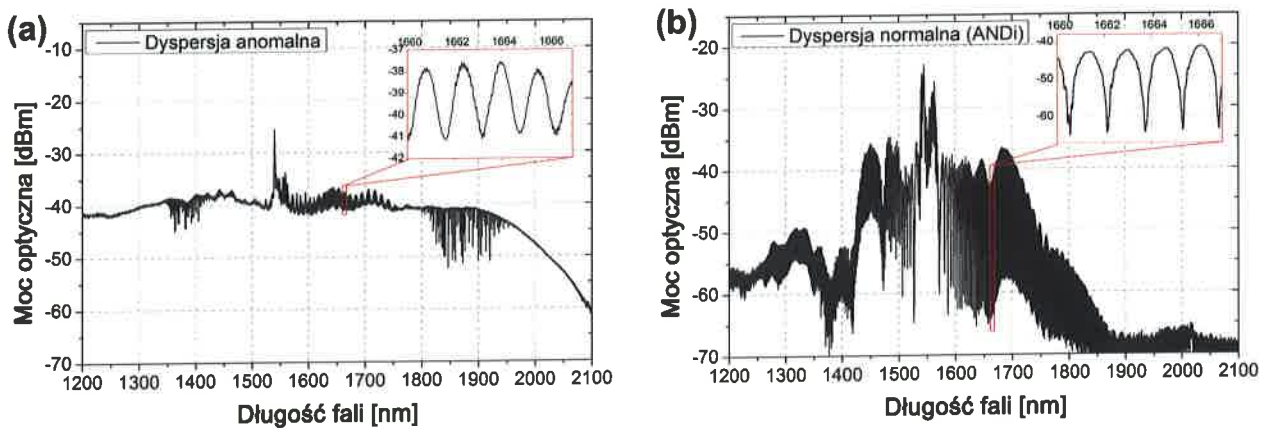 (a)
Dyspersja anomalna
1660 1662 1664 1666
-37
-38
-39
-40
-41
-42
-10
-20
-30
-40
-50
-60
-70
Moc optyczna [dBm]
1200 1300 1400 1500 1600 1700 1800 1900 2000 2100
Długość fali [nm]
(b)
Dyspersja normalna (ANDi)
1660 1662 1664 1666
-40
-50
-60
-20
-30
-40
-50
-60
-70
Moc optyczna [dBm]
1200 1300 1400 1500 1600 1700 1800 1900 2000 2100
Długość fali [nm]